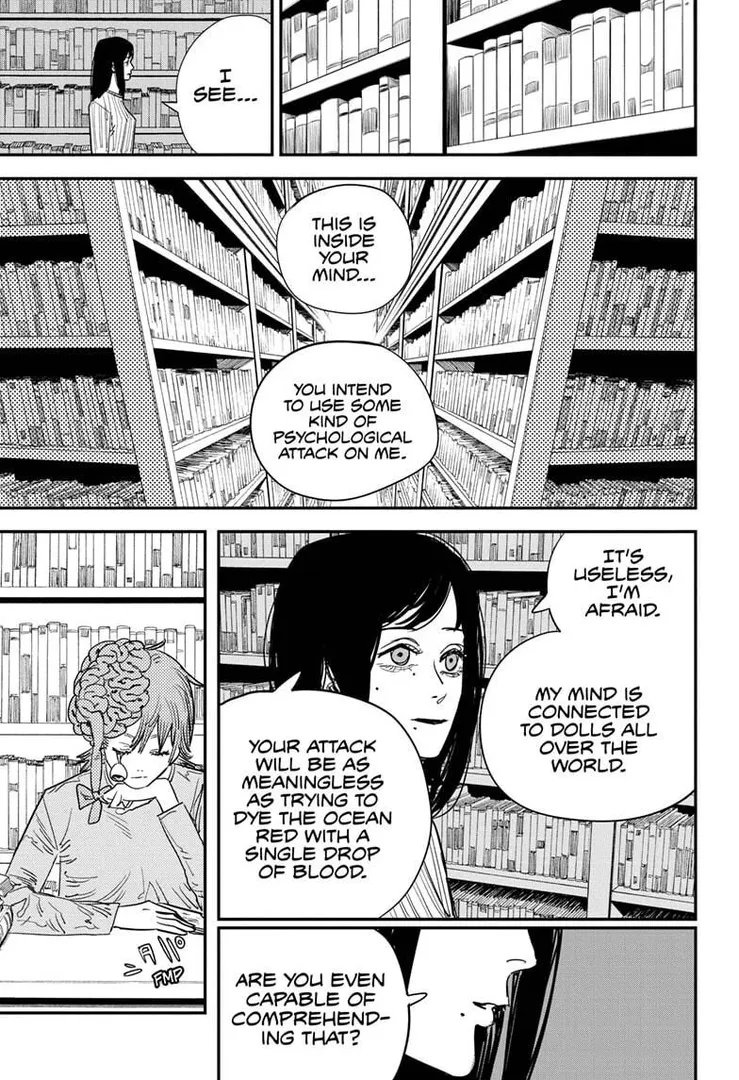 I
SEE...
THIS IS
INSIDE
YOUR
MIND...
YOU INTEND
TO USE SOME
KIND OF
PSYCHOLOGICAL
ATTACK ON ME.
IT'S
USELESS,
I'M
AFRAID.
MY MIND IS
CONNECTED
TO DOLLS ALL
OVER THE
WORLD.
YOUR ATTACK
WILL BE AS
MEANINGLESS
AS TRYING TO
DYE THE OCEAN
RED WITH A
SINGLE DROP
OF BLOOD.
FMP
ARE YOU EVEN
CAPABLE OF
COMPREHEND-
ING THAT?